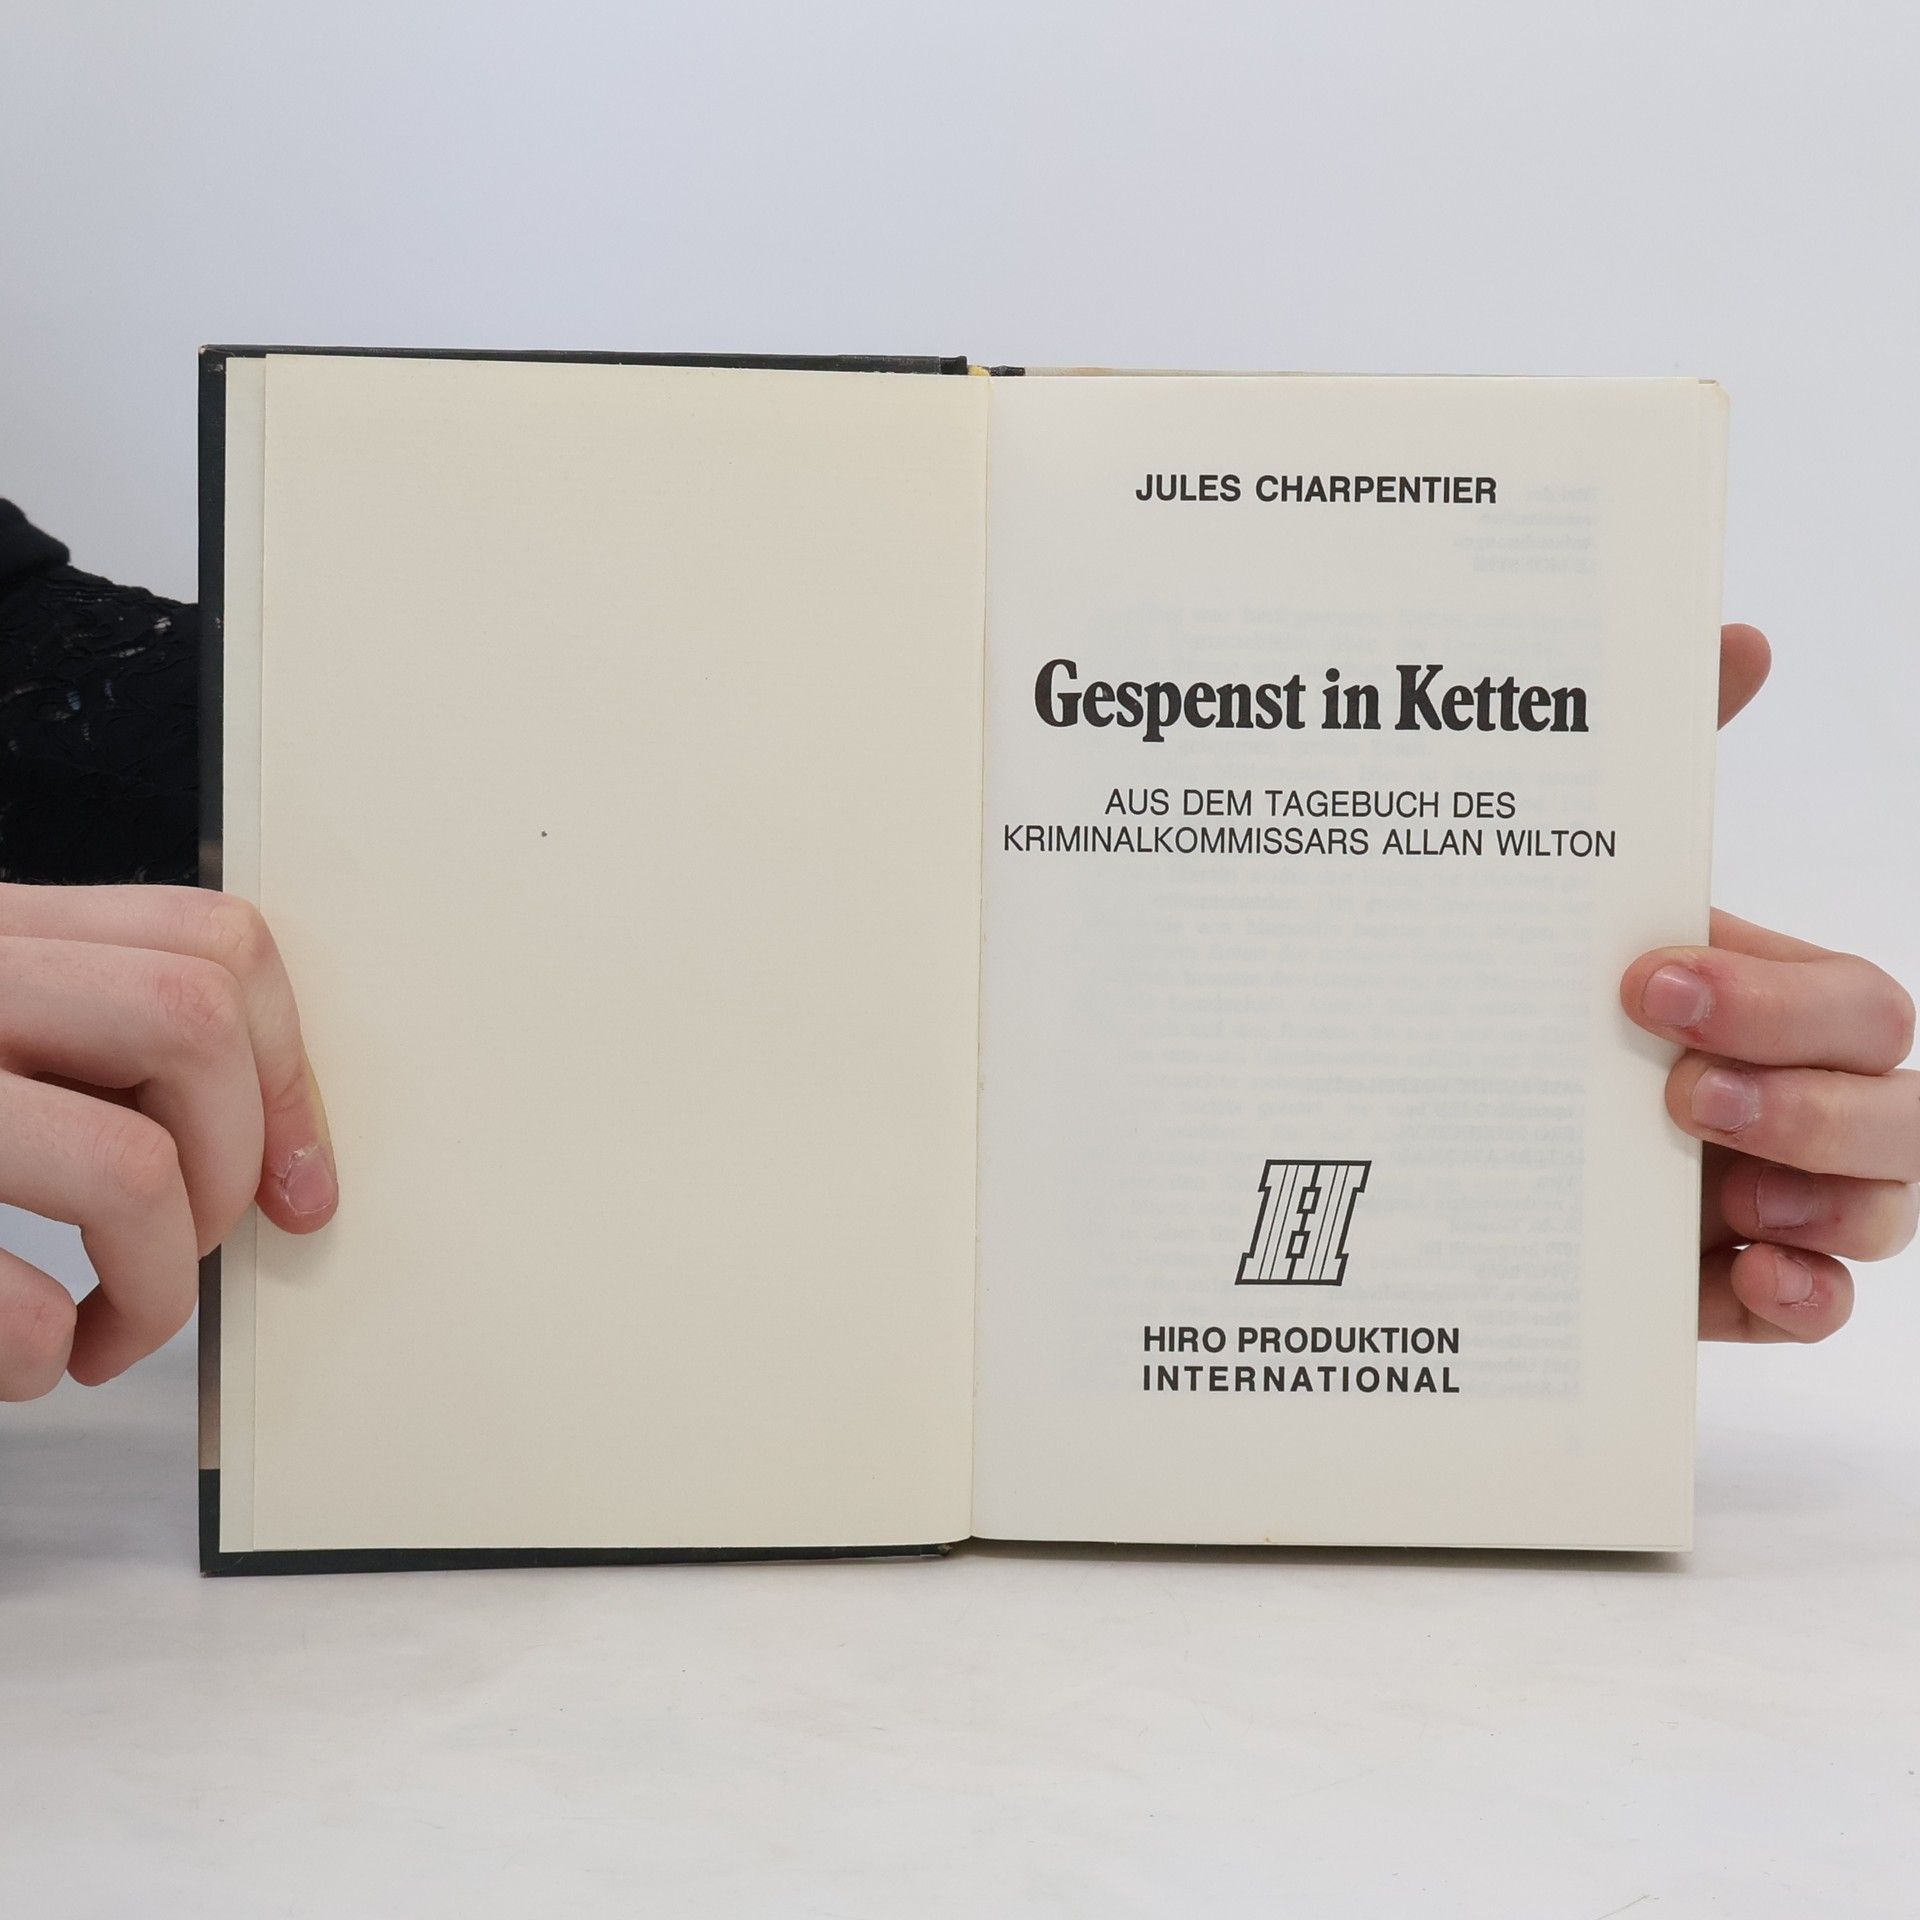 JULES CHARPENTIER
Gespenst in Ketten
AUS DEM TAGEBUCH DES
KRIMINALKOMMISSARS ALLAN WILTON
H
HIRO PRODUKTION
INTERNATIONAL